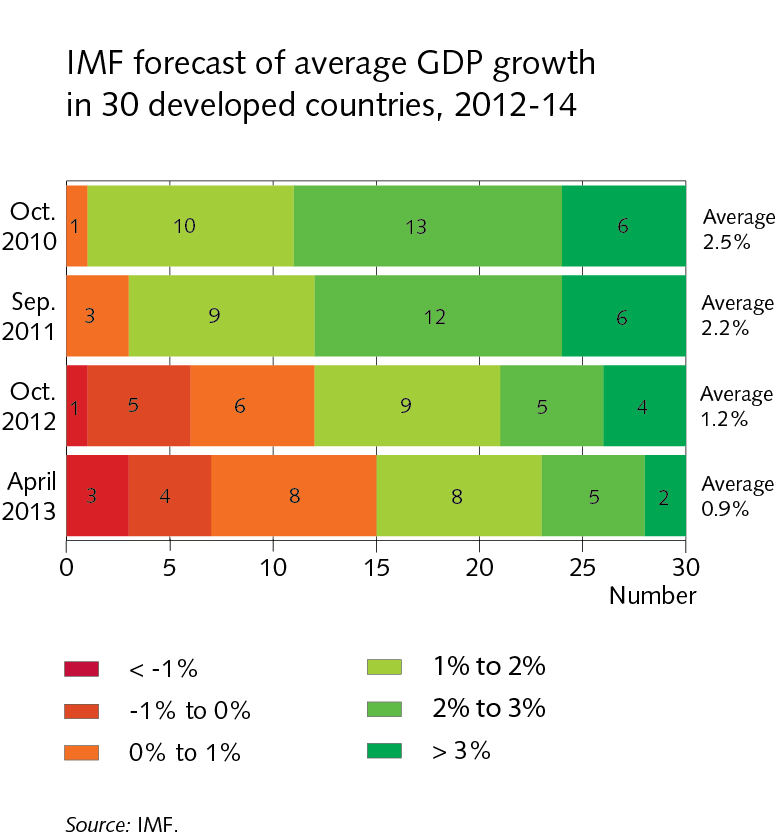 IMF forecast of average GDP growth
in 30 developed countries, 2012-14
Oct.
2010
1 10 13 6
Average
2.5%
Sep.
2011
3 9 12 6
Average
2.2%
Oct.
2012
1 5 6 9 5 4
Average
1.2%
April
2013
3 4 8 8 5 2
Average
0.9%
0 5 10 15 20 25 30
Number
< -1%
-1% to 0%
0% to 1%
1% to 2%
2% to 3%
> 3%
Source: IMF.